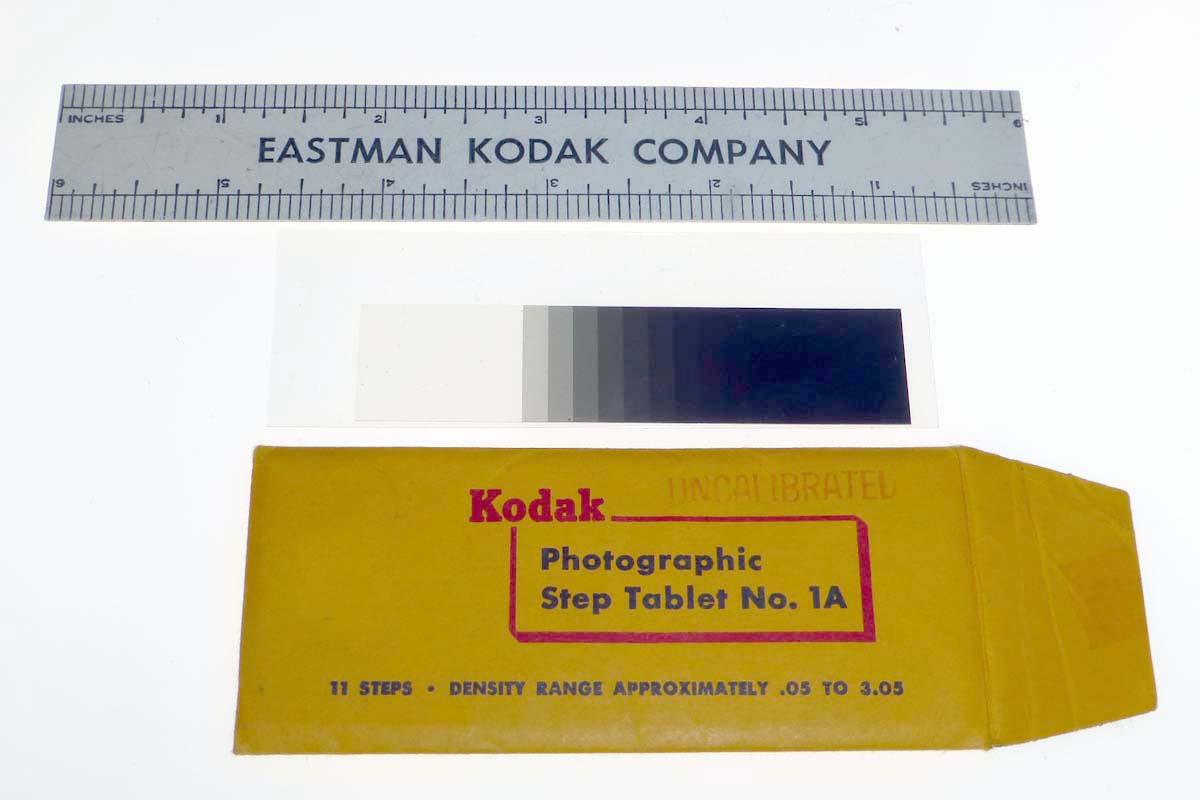 INCHES 1 2 3 4 5 6
EASTMAN KODAK COMPANY
6 5 4 3 2 1 INCHES
UNCALIBRATED
Kodak
Photographic
Step Tablet No. 1A
11 STEPS • DENSITY RANGE APPROXIMATELY .05 TO 3.05